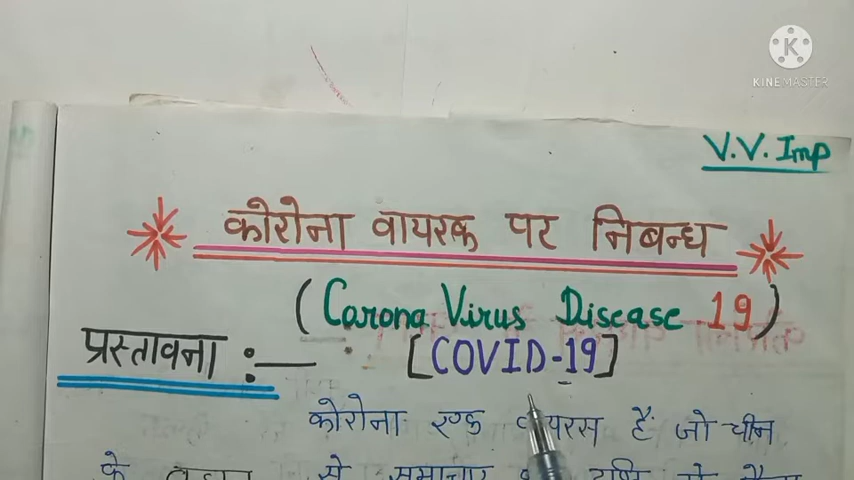 KINEMASTER
V.V. Imp
कोरोना वायरस पर निबन्ध
(Carona Virus Disease 19)
प्रस्तावना :— [COVID-19]
कोरोना एक वायरस हैं जो चीन
के से